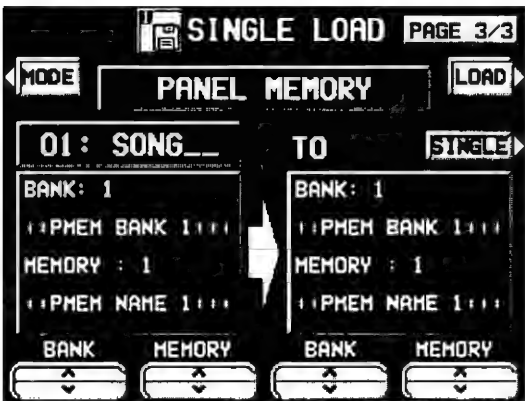 SINGLE LOAD PAGE 3/3
MODE PANEL MEMORY LOAD
01: SONG__ TO SINGLE
BANK: 1 BANK: 1
PMEM BANK 1 PMEM BANK 1
MEMORY : 1 MEMORY : 1
PMEM NAME 1 PMEM NAME 1
BANK MEMORY BANK MEMORY